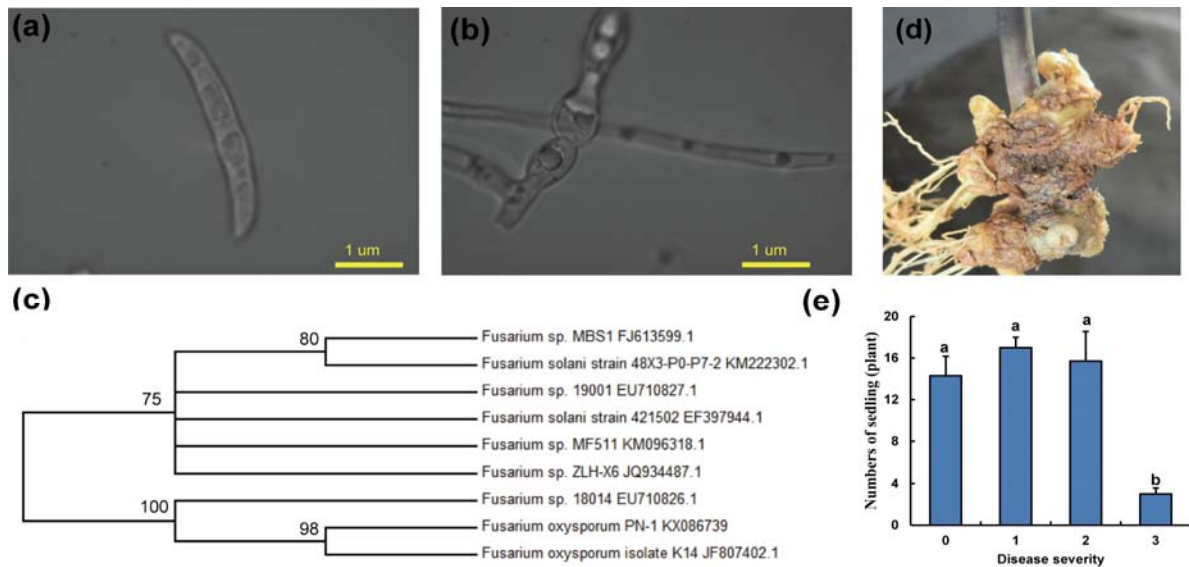 (a)
1 um
(b)
1 um
(d)
(c)
80
Fusarium sp. MBS1 FJ613599.1
Fusarium solani strain 48X3-P0-P7-2 KM222302.1
75
Fusarium sp. 19001 EU710827.1
Fusarium solani strain 421502 EF397944.1
Fusarium sp. MF511 KM096318.1
Fusarium sp. ZLH-X6 JQ934487.1
100
Fusarium sp. 18014 EU710826.1
98
Fusarium oxysporum PN-1 KX086739
Fusarium oxysporum isolate K14 JF807402.1
(e)
Numbers of sedling (plant)
20
16
12
8
4
0
a
a
a
b
0 1 2 3
Disease severity